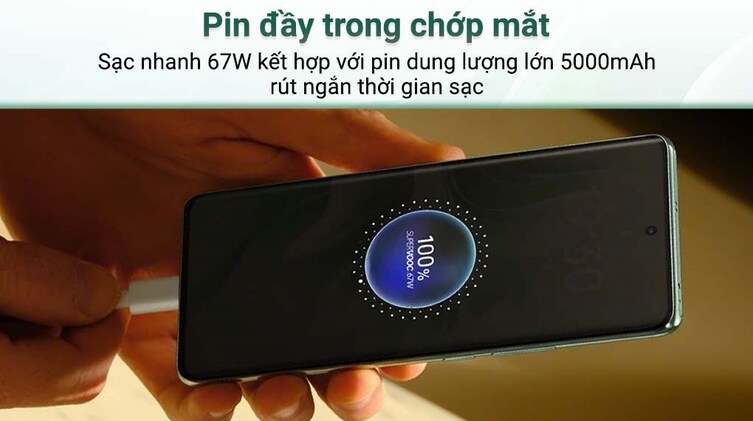 Pin đầy trong chớp mắt
Sạc nhanh 67W kết hợp với pin dung lượng lớn 5000mAh
rút ngắn thời gian sạc
100%
SUPERVOOC 67W